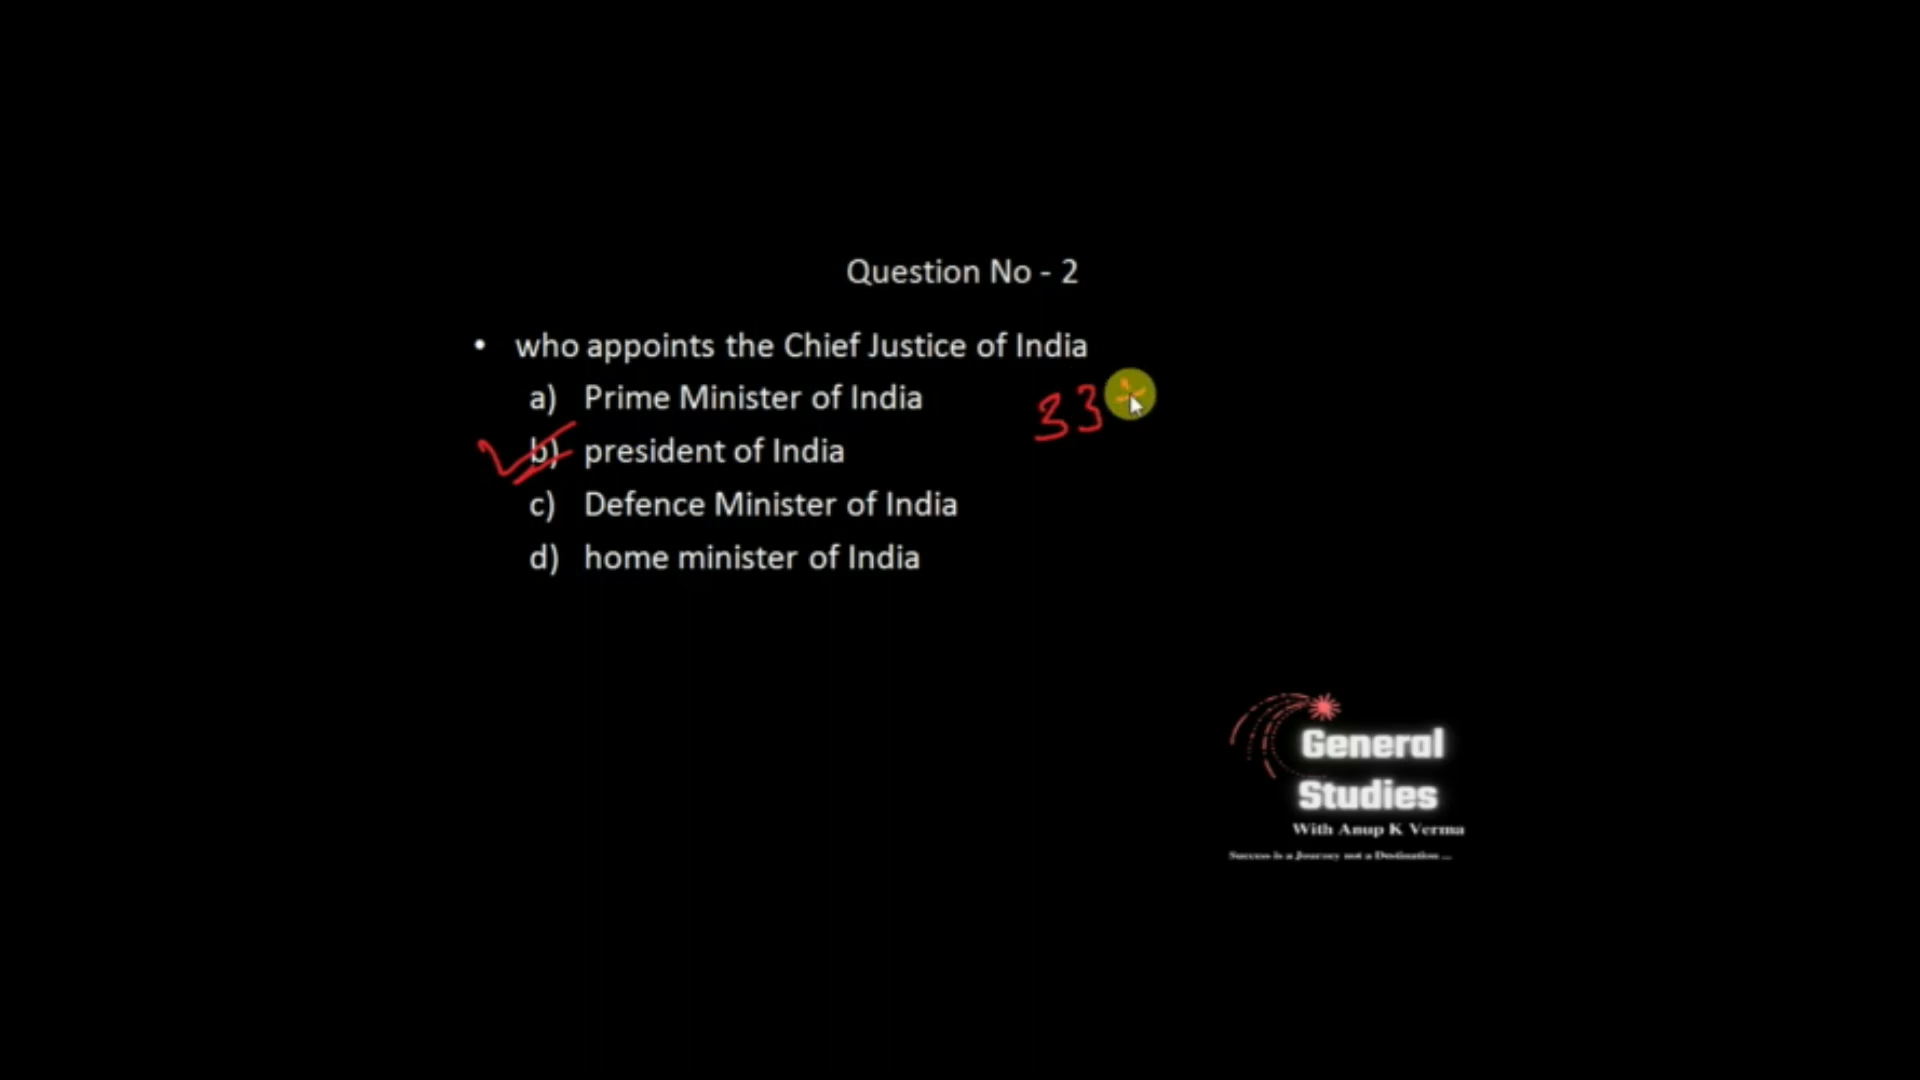 Question No - 2
• who appoints the Chief Justice of India
a) Prime Minister of India
33+
b) president of India
c) Defence Minister of India
d) home minister of India
General
Studies
With Anup K Verma
Success is a Journey not a Destination ...